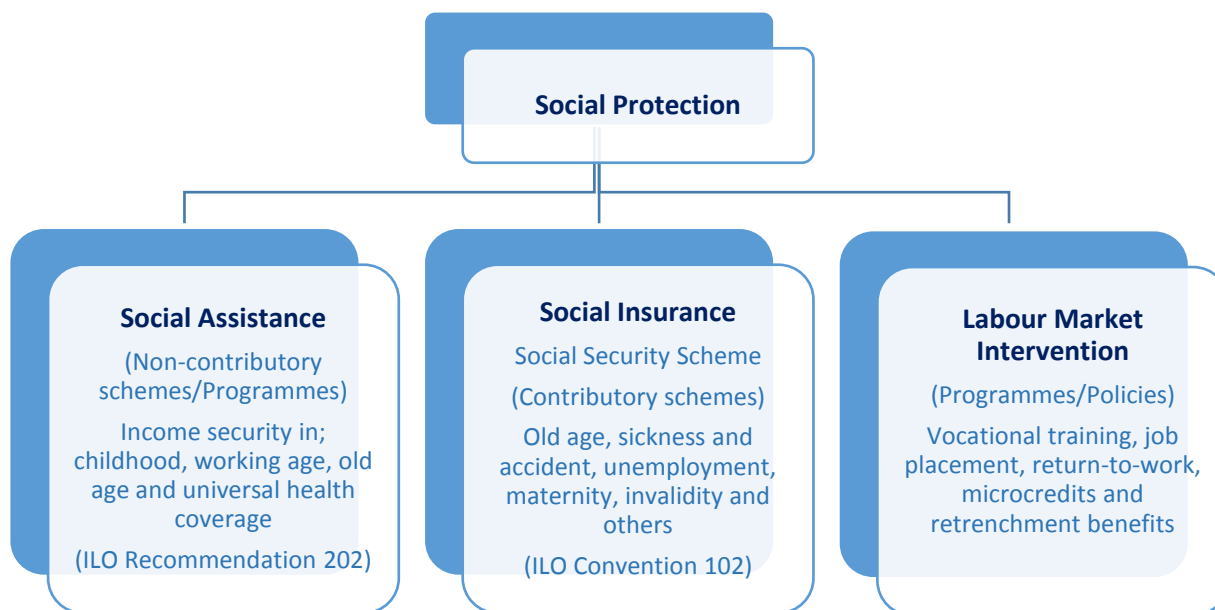 Social Protection
Social Assistance
(Non-contributory
schemes/Programmes)
Income security in;
childhood, working age, old
age and universal health
coverage
(ILO Recommendation 202)
Social Insurance
Social Security Scheme
(Contributory schemes)
Old age, sickness and
accident, unemployment,
maternity, invalidity and
others
(ILO Convention 102)
Labour Market
Intervention
(Programmes/Policies)
Vocational training, job
placement, return-to-work,
microcredits and
retrenchment benefits